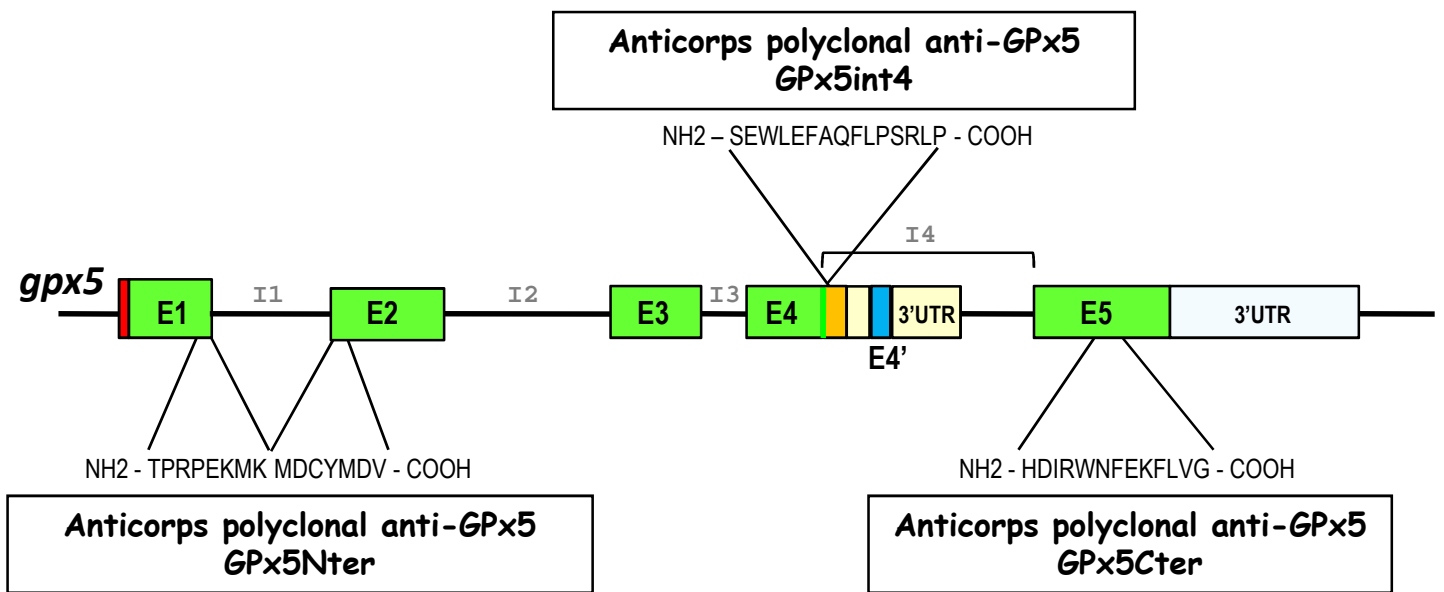 Anticorps polyclonal anti-GPx5
GPx5int4
NH2 – SEWLEFAQFLPSRLP - COOH
I4
gpx5
E1
I1
E2
I2
E3
I3
E4
3'UTR
E5
3'UTR
E4'
NH2 - TPRPEKMK MDCYMDV - COOH
NH2 - HDIRWNFEKFLVG - COOH
Anticorps polyclonal anti-GPx5
GPx5Nter
Anticorps polyclonal anti-GPx5
GPx5Cter